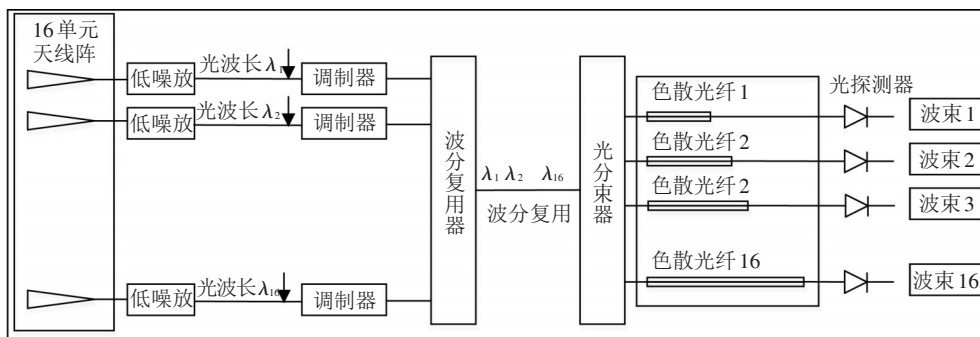 16单元
天线阵
低噪放
光波长λ1
调制器
低噪放
光波长λ2
调制器
低噪放
光波长λ16
调制器
波分复用器
λ1 λ2 λ16
波分复用
光分束器
色散光纤1
色散光纤2
色散光纤2
色散光纤16
光探测器
波束1
波束2
波束3
波束16